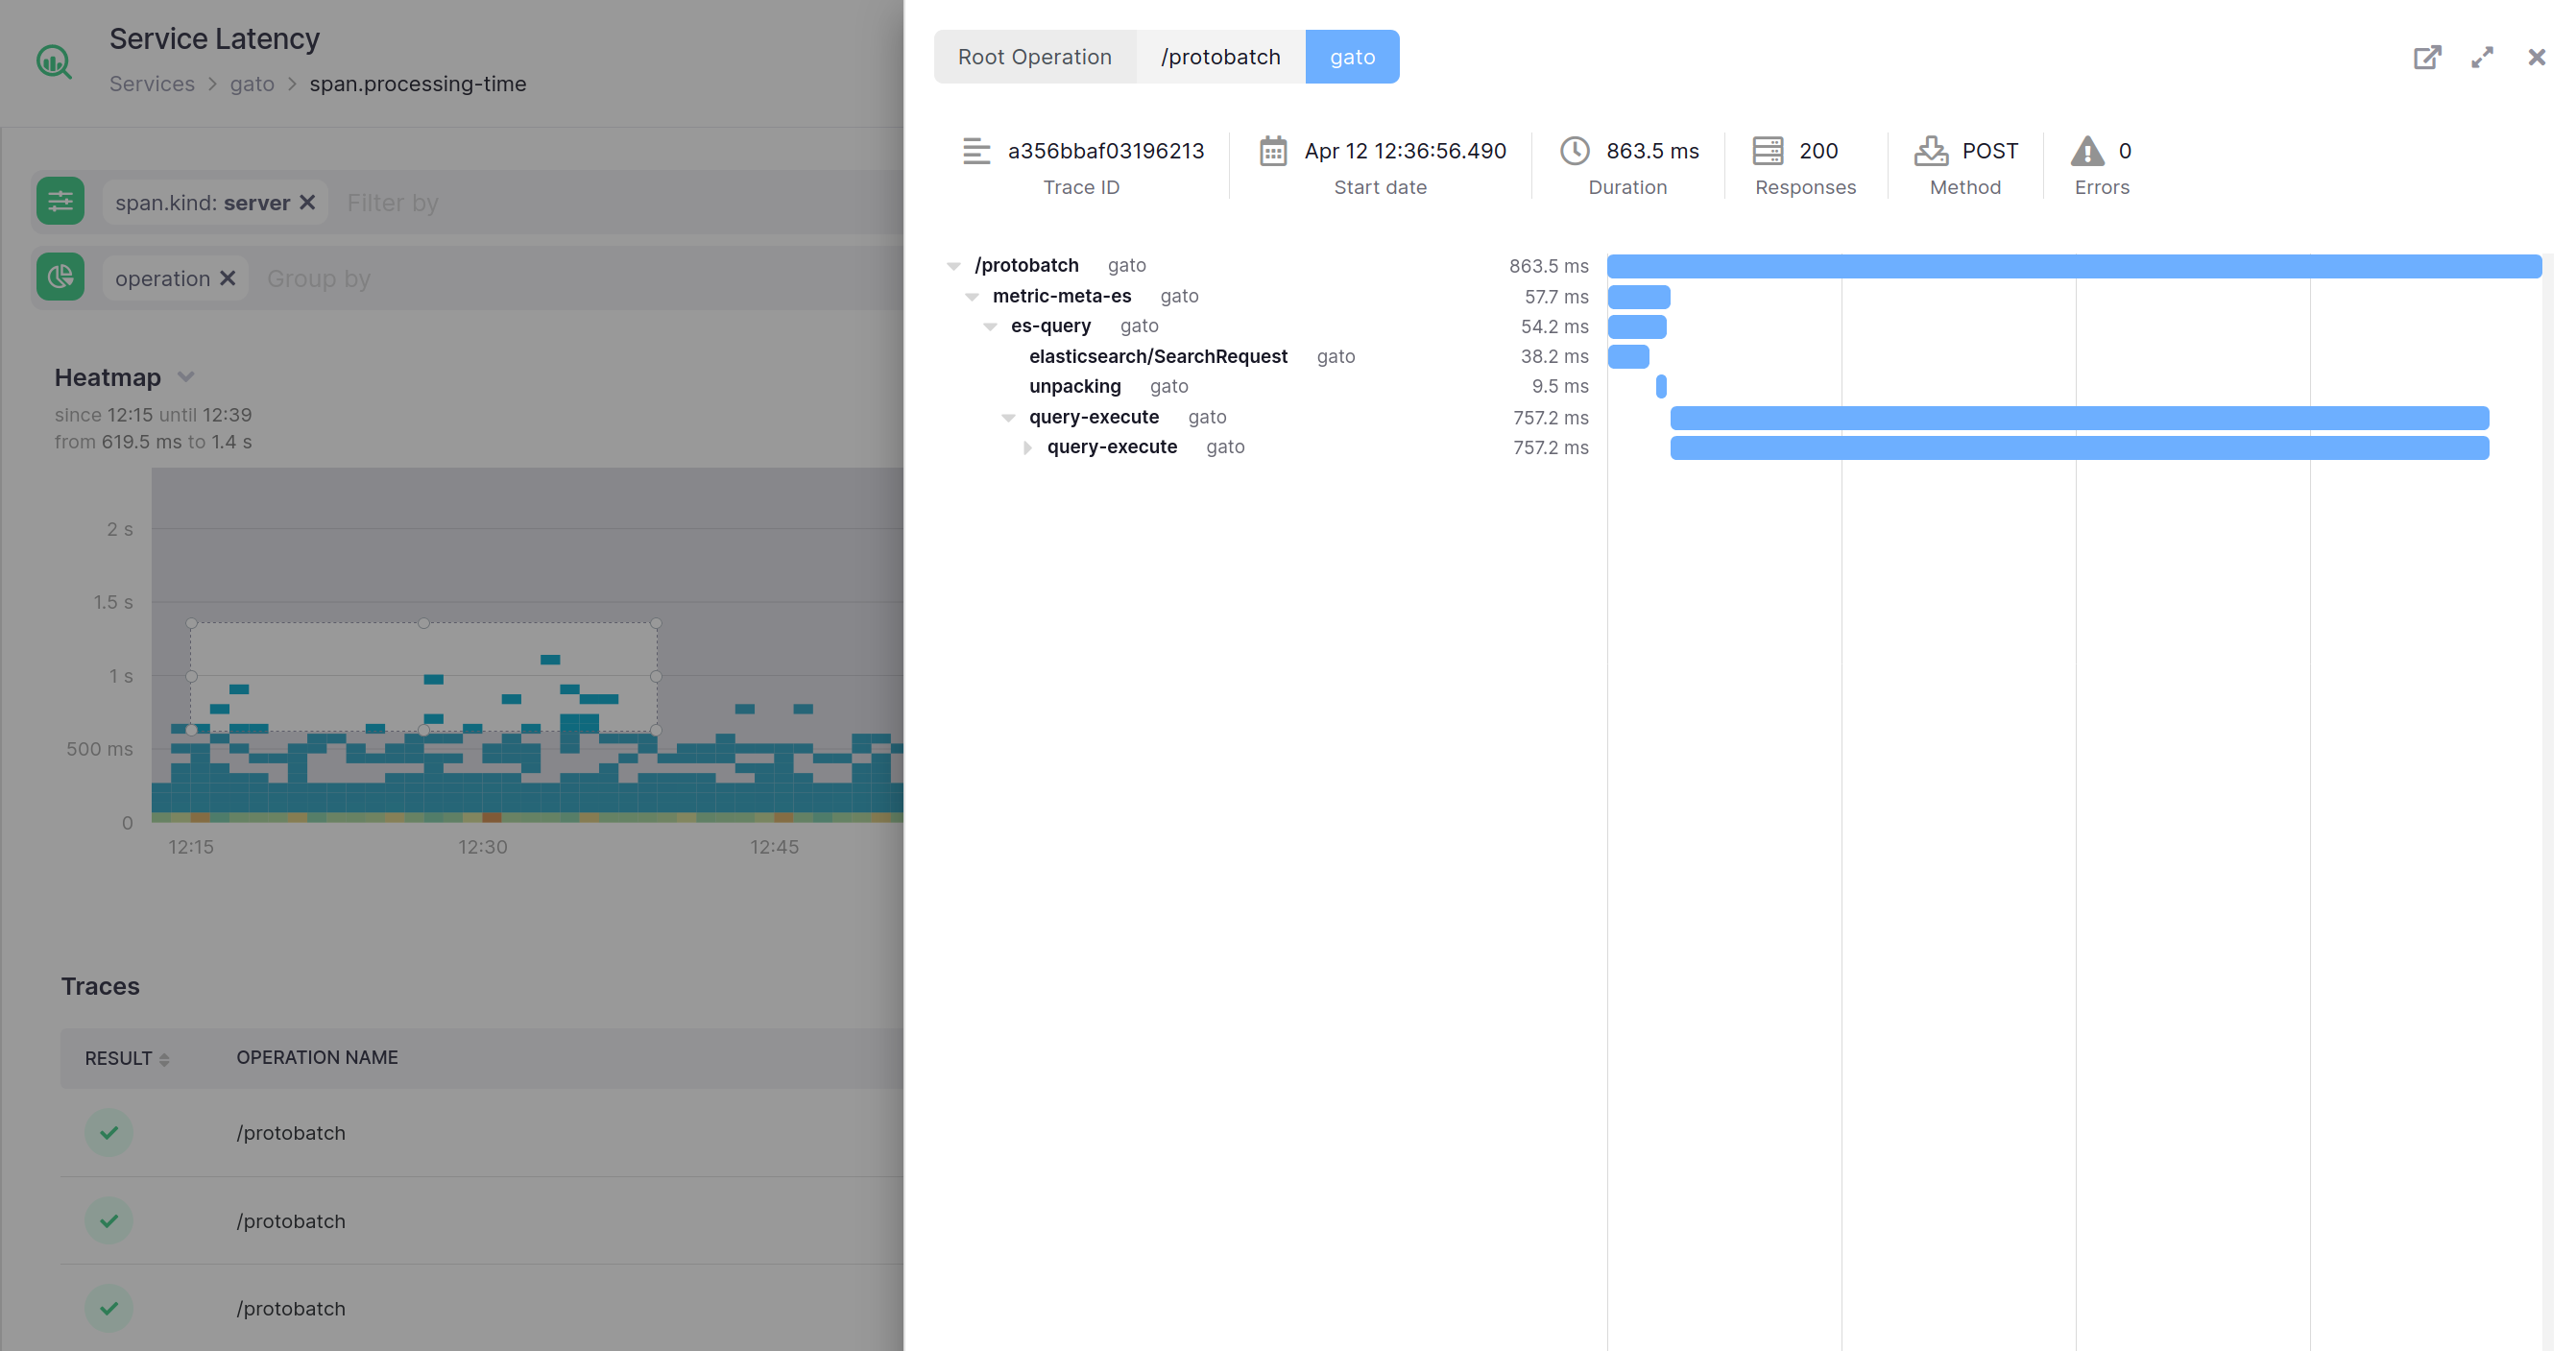 Service Latency
Services > gato > span.processing-time
span.kind: server ✕ Filter by
operation ✕ Group by
Heatmap
since 12:15 until 12:39
from 619.5 ms to 1.4 s
2 s
1.5 s
1 s
500 ms
0
12:15 12:30 12:45
Traces
RESULT OPERATION NAME
/protobatch
/protobatch
/protobatch
Root Operation /protobatch gato
a356bbaf03196213 Apr 12 12:36:56.490 863.5 ms 200 POST 0
Trace ID Start date Duration Responses Method Errors
/protobatch gato 863.5 ms
metric-meta-es gato 57.7 ms
es-query gato 54.2 ms
elasticsearch/SearchRequest gato 38.2 ms
unpacking gato 9.5 ms
query-execute gato 757.2 ms
query-execute gato 757.2 ms